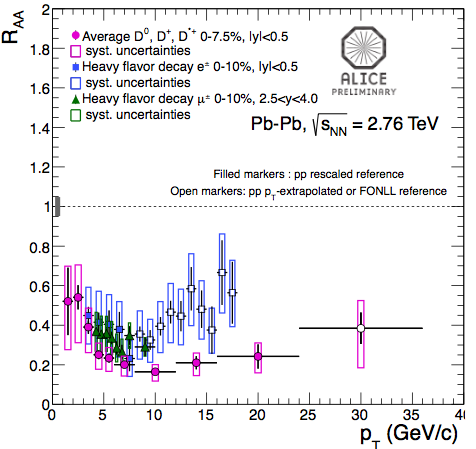 R_AA
2
1.8
1.6
1.4
1.2
1
0.8
0.6
0.4
0.2
0
Average D⁰, D⁺, D*⁺ 0-7.5%, |y|<0.5
syst. uncertainties
Heavy flavor decay e± 0-10%, |y|<0.5
syst. uncertainties
Heavy flavor decay μ± 0-10%, 2.5<y<4.0
syst. uncertainties
ALICE
PRELIMINARY
Pb-Pb, √s_NN = 2.76 TeV
Filled markers : pp rescaled reference
Open markers: pp p_T-extrapolated or FONLL reference
0 5 10 15 20 25 30 35 40
p_T (GeV/c)